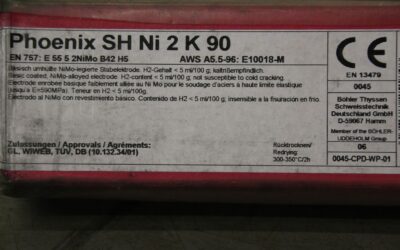 Phoenix SH Ni 2 K 90
EN 757: E 55 5 2NiMo B42 H5 AWS A5.5-96: E10018-M
Basisch umhüllte NiMo-legierte Stabelektrode. H2-Gehalt < 5 ml/100 g; kaltrißunempfindlich.
Basic coated, NiMo-alloyed electrode. H2-content < 5 ml/100 g; not susceptible to cold cracking.
Electrode enrobée basique faiblement alliée au Ni Mo pour le soudage d'aciers à haute limite élastique
(jusqu'à E=590MPa). Teneur en H2 < 5 ml/100g.
Electrodo al NiMo con revestimiento básico. Contenido de H2 < 5 ml/100 g; insensible a la fisuración en frío.
Zulassungen / Approvals / Agréments:
GL, WIWEB, TÜV, DB (10.132.34/01)
Rücktrocknen/
Redrying:
300-350°C/2h
CE
EN 13479
0045
Böhler Thyssen
Schweisstechnik
Deutschland GmbH
D-59067 Hamm
Member of the BÖHLER-
UDDEHOLM Group
06
0045-CPD-WP-01